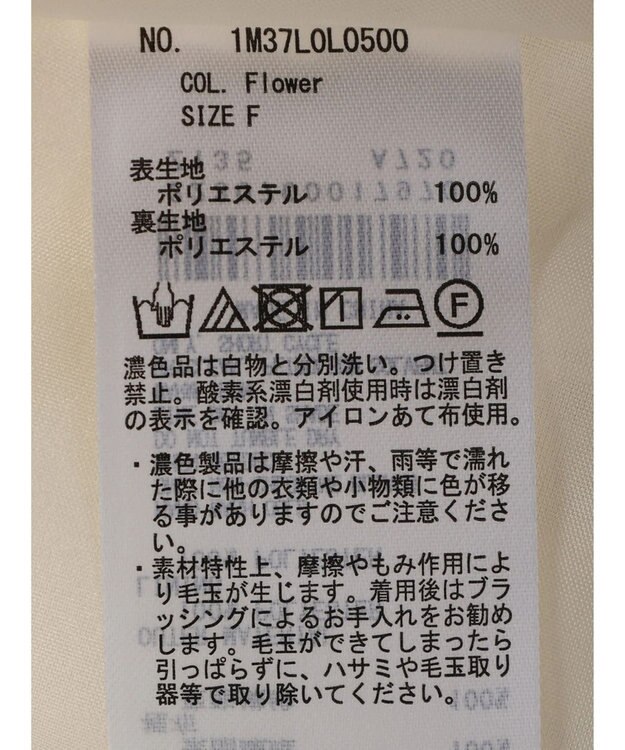 NO. 1M37L0L0500
COL. Flower
SIZE F
表生地
ポリエステル 100%
裏生地
ポリエステル 100%
F
濃色品は白物と分別洗い。つけ置き
禁止。酸素系漂白剤使用時は漂白剤
の表示を確認。アイロンあて布使用。
・濃色製品は摩擦や汗、雨等で濡れ
た際に他の衣類や小物類に色が移
る事がありますのでご注意くださ
い。
・素材特性上、摩擦やもみ作用によ
り毛玉が生じます。着用後はブラ
ッシングによるお手入れをお勧め
します。毛玉ができてしまったら
引っぱらずに、ハサミや毛玉取り
器等で取り除いてください。